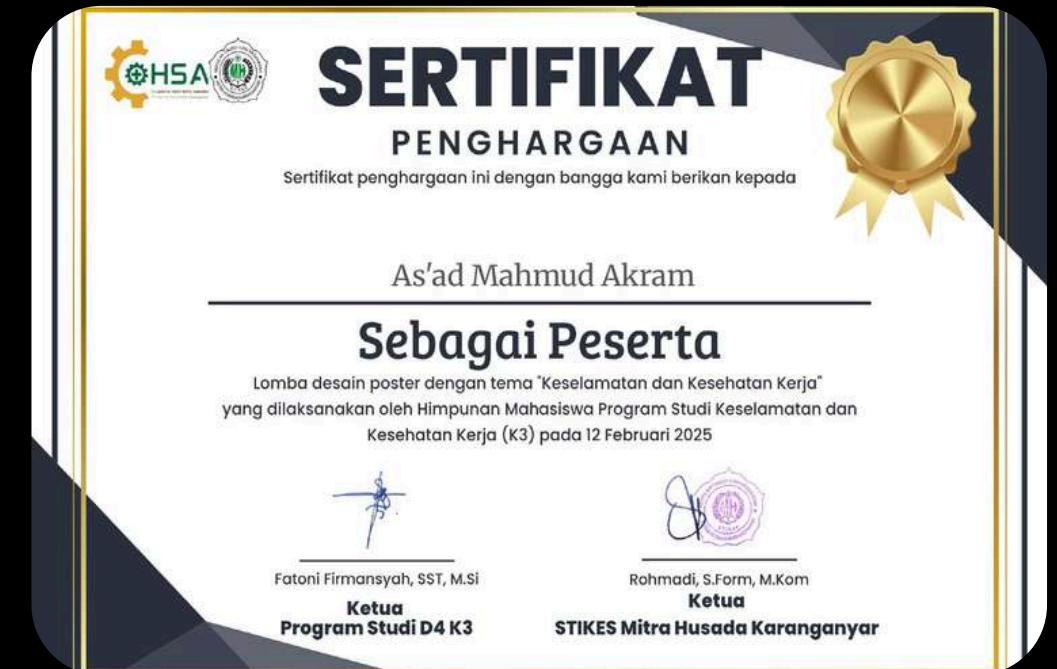 OHSA
SERTIFIKAT
PENGHARGAAN
Sertifikat penghargaan ini dengan bangga kami berikan kepada
As'ad Mahmud Akram
Sebagai Peserta
Lomba desain poster dengan tema "Keselamatan dan Kesehatan Kerja"
yang dilaksanakan oleh Himpunan Mahasiswa Program Studi Keselamatan dan
Kesehatan Kerja (K3) pada 12 Februari 2025
Fatoni Firmansyah, SST, M.Si
Ketua
Program Studi D4 K3
Rohmadi, S.Form, M.Kom
Ketua
STIKES Mitra Husada Karanganyar